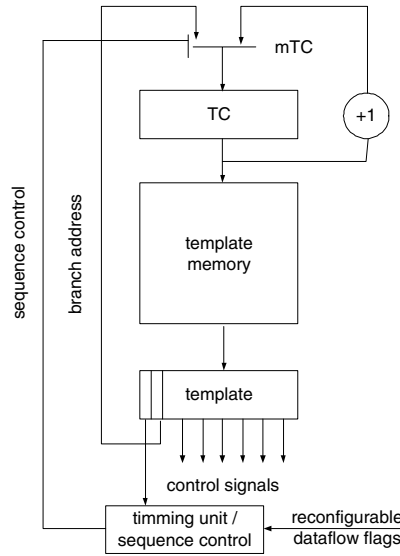 mTC
TC
+1
template
memory
sequence control
branch address
template
control signals
timming unit /
sequence control
reconfigurable
dataflow flags